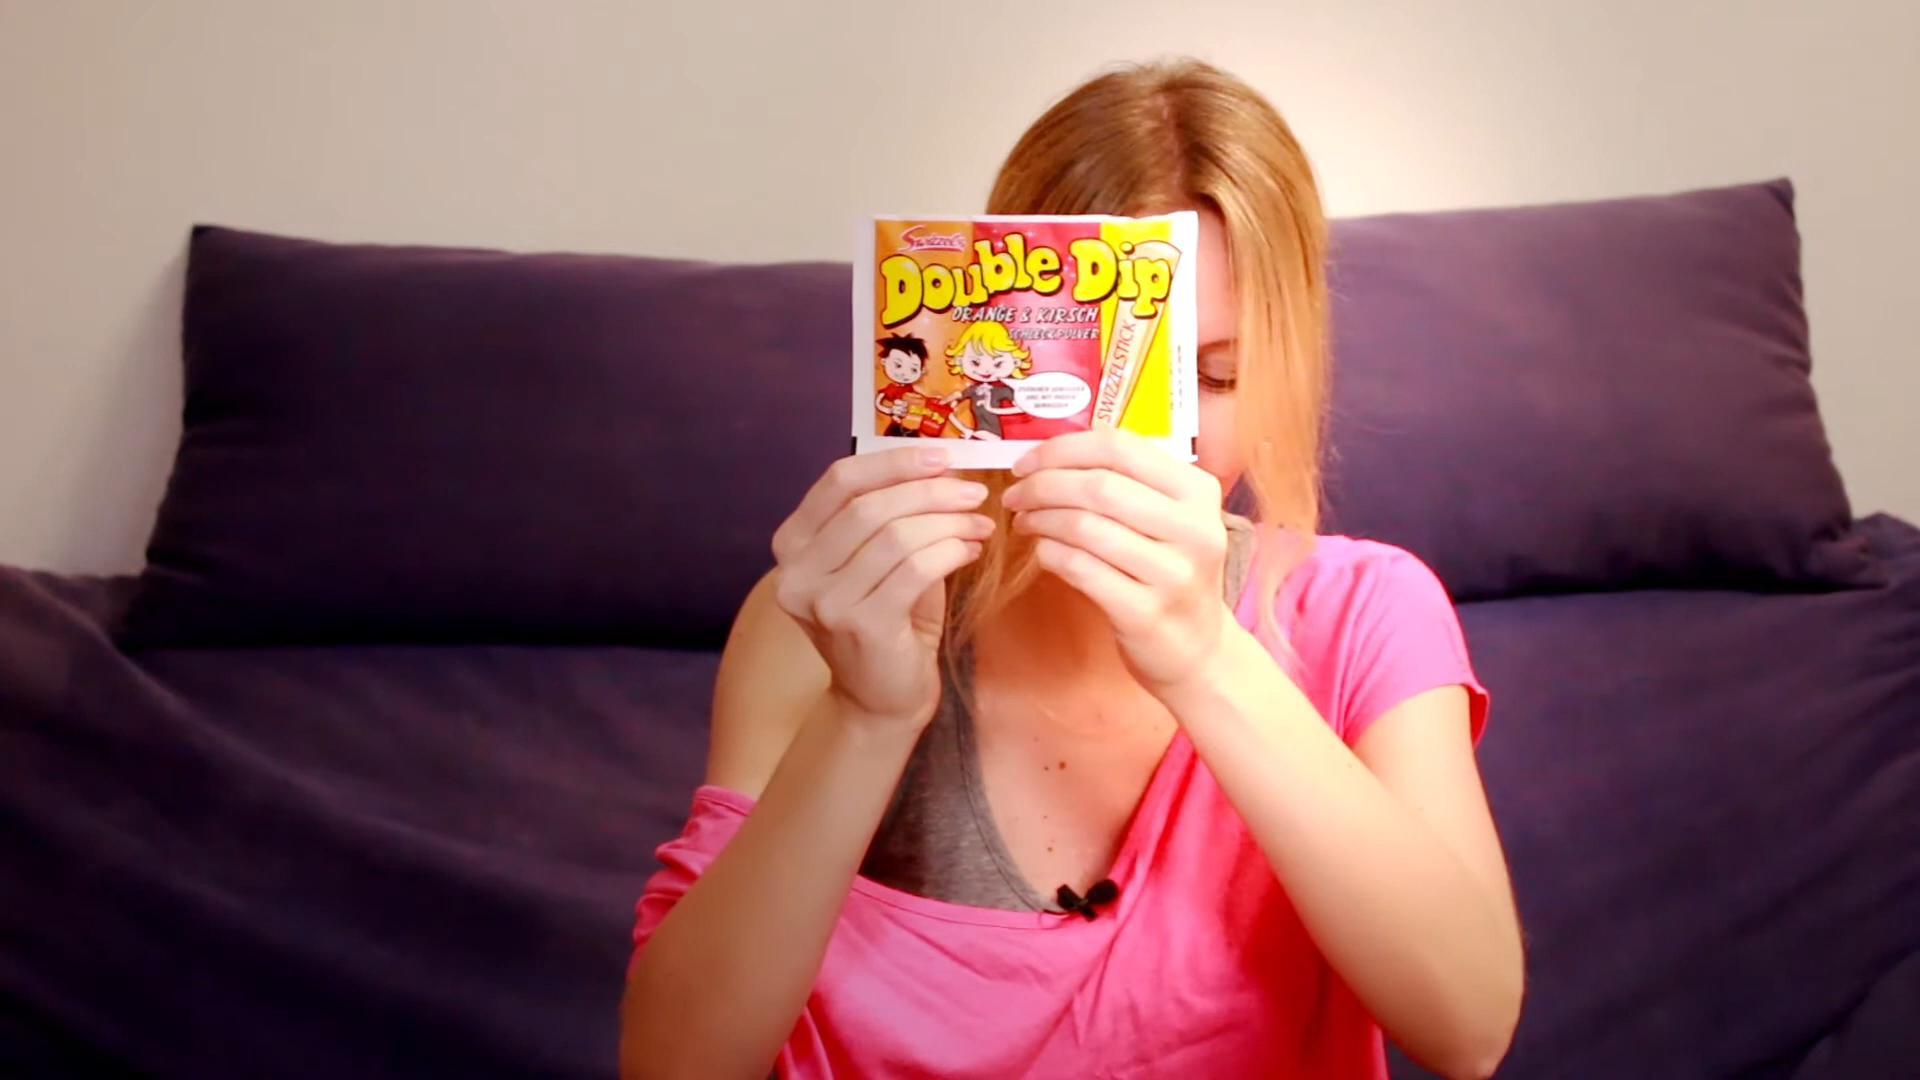 Swizzels
Double Dip
ORANGE & KIRSCH
SCHLECKPULVER
SWIZZELSTICK